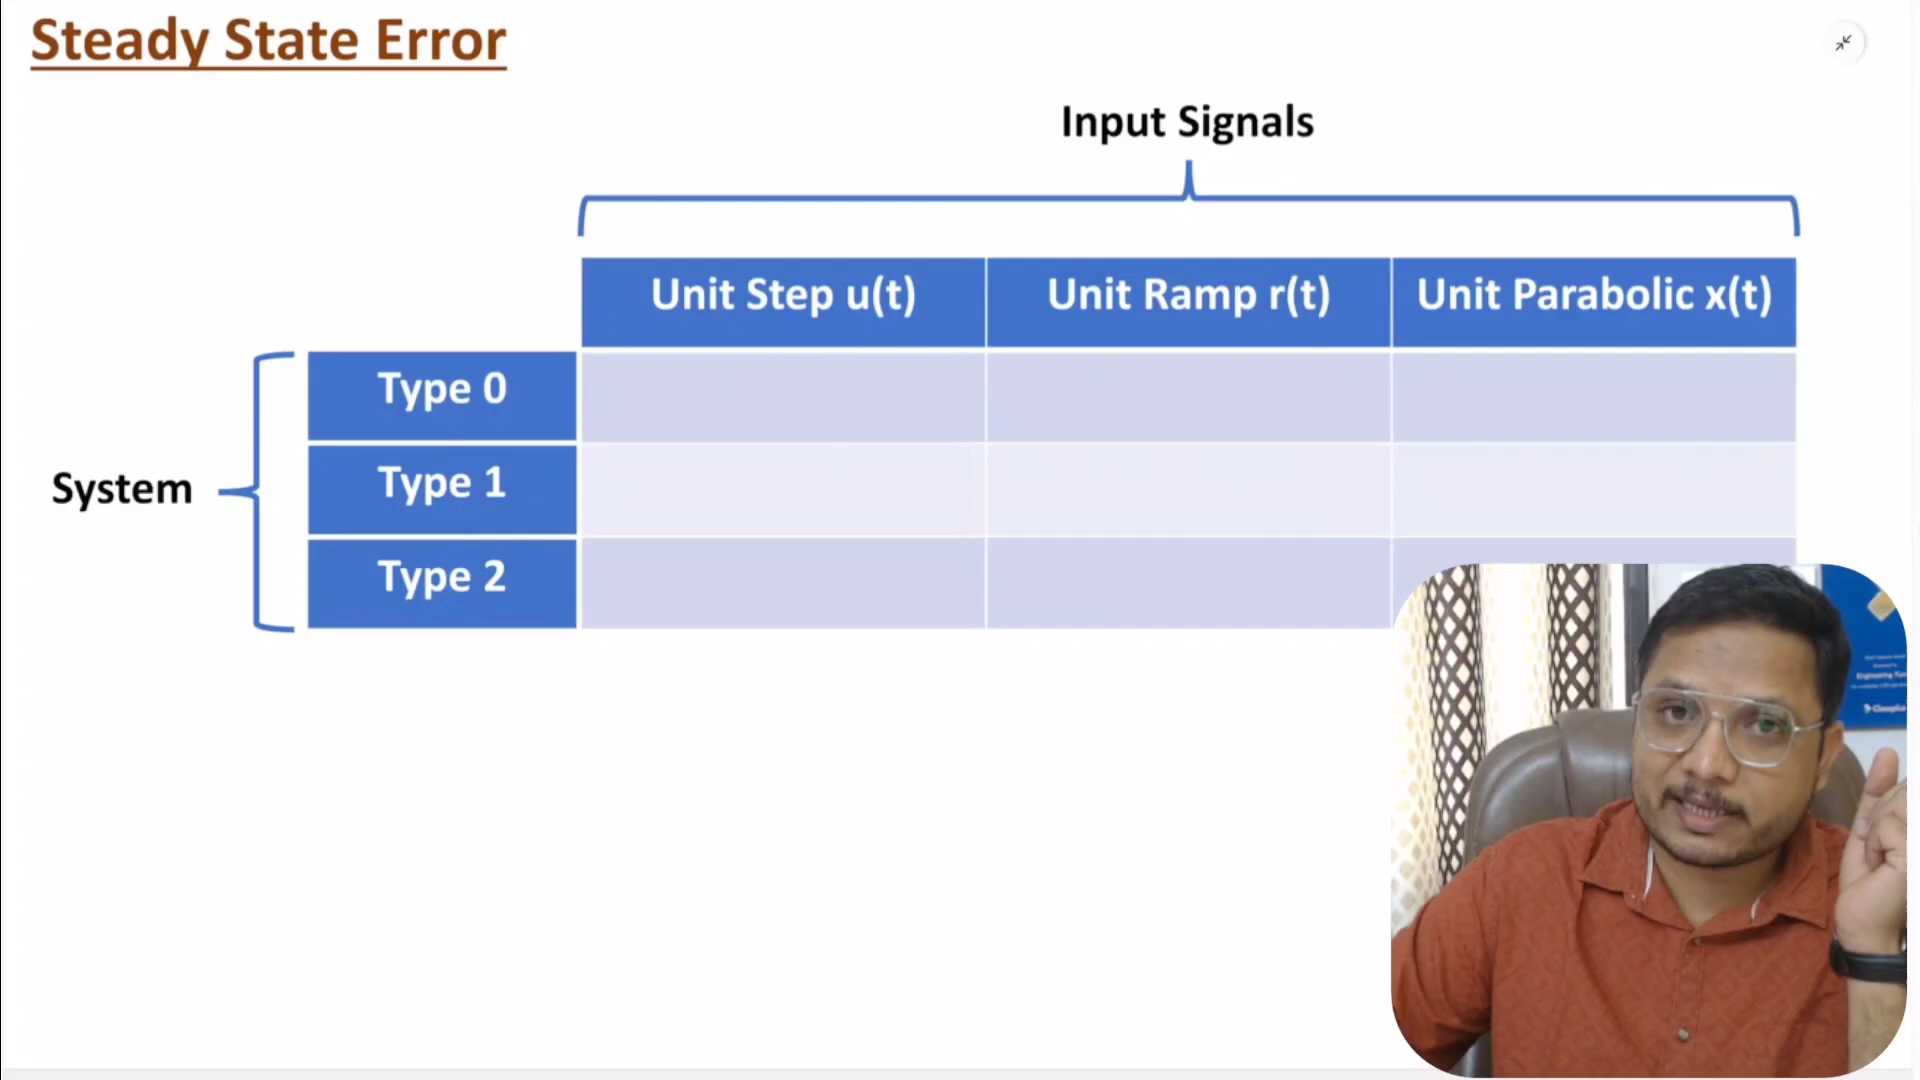 Steady State Error
Input Signals
Unit Step u(t)
Unit Ramp r(t)
Unit Parabolic x(t)
System
Type 0
Type 1
Type 2